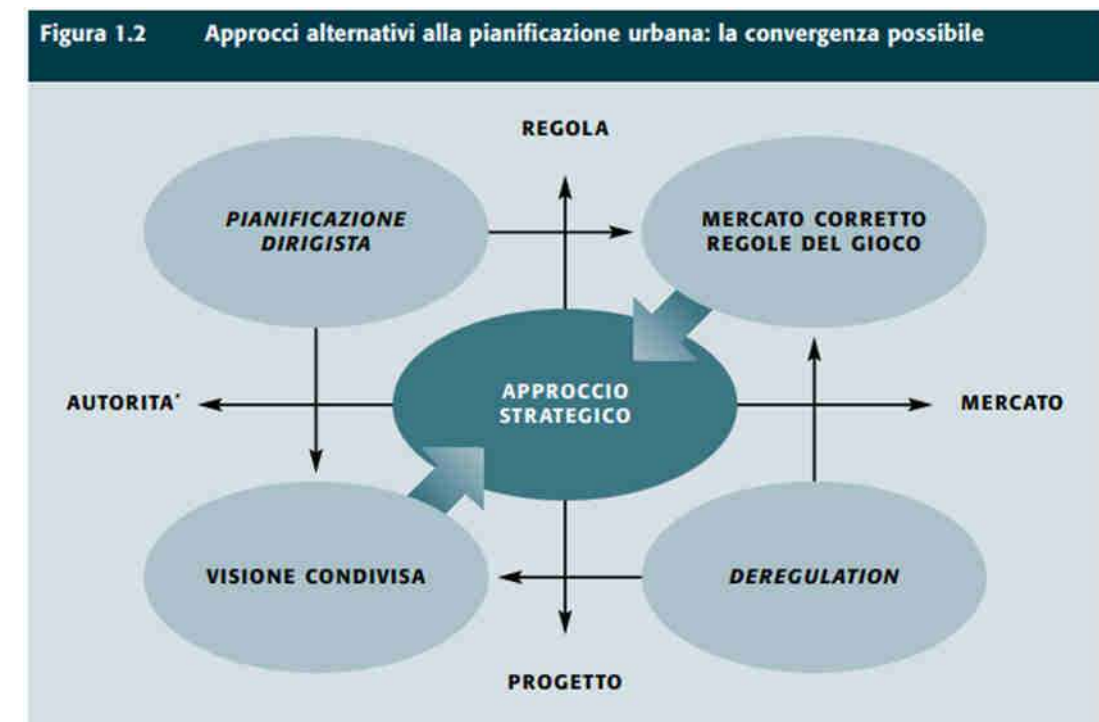 Figura 1.2 Approcci alternativi alla pianificazione urbana: la convergenza possibile
REGOLA
PIANIFICAZIONE
DIRIGISTA
MERCATO CORRETTO
REGOLE DEL GIOCO
AUTORITA'
APPROCCIO
STRATEGICO
MERCATO
VISIONE CONDIVISA
DEREGULATION
PROGETTO